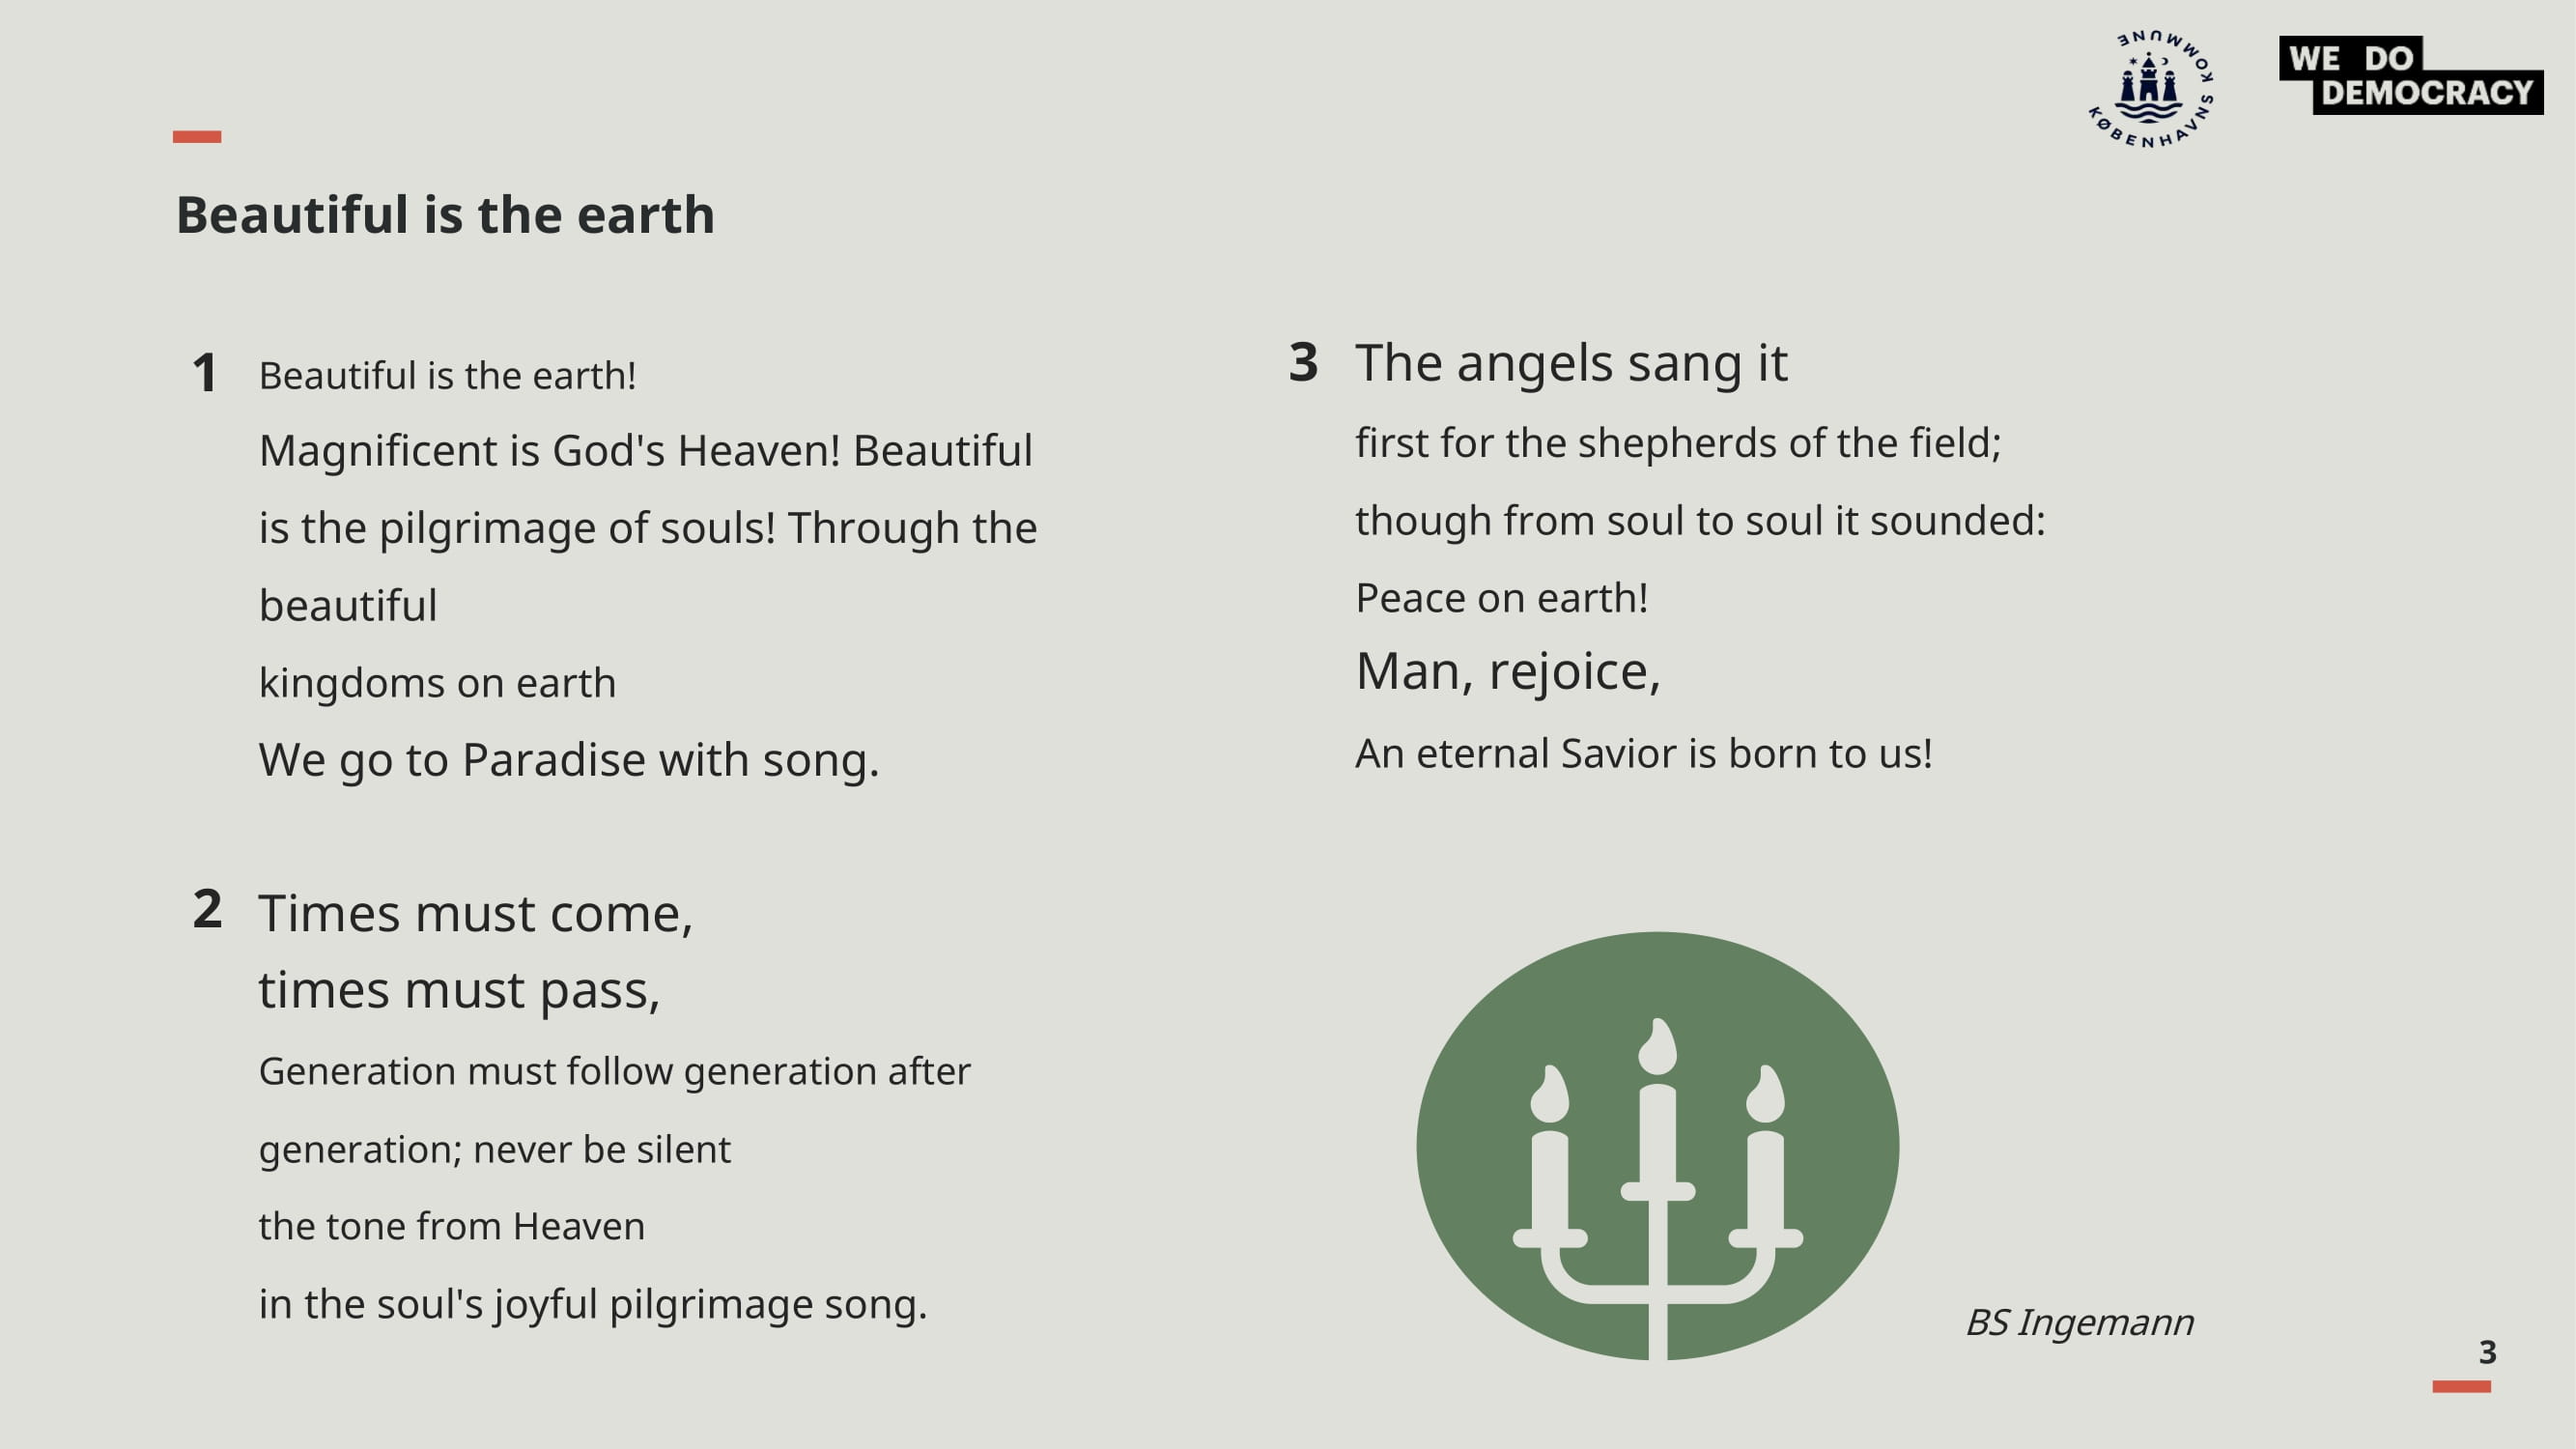 KØBENHAVNS KOMMUNE
WE DO
DEMOCRACY
Beautiful is the earth
1 Beautiful is the earth!
Magnificent is God's Heaven! Beautiful
is the pilgrimage of souls! Through the
beautiful
kingdoms on earth
We go to Paradise with song.
2 Times must come,
times must pass,
Generation must follow generation after
generation; never be silent
the tone from Heaven
in the soul's joyful pilgrimage song.
3 The angels sang it
first for the shepherds of the field;
though from soul to soul it sounded:
Peace on earth!
Man, rejoice,
An eternal Savior is born to us!
BS Ingemann
3